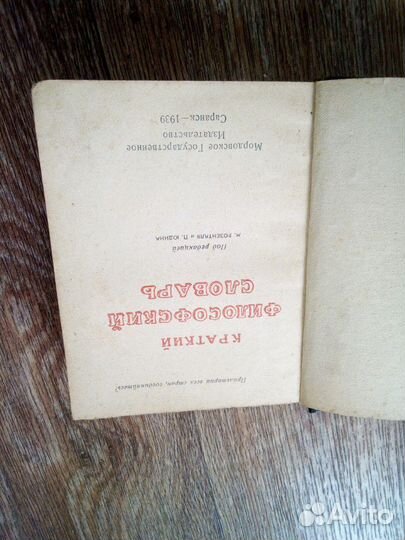 Пролетарии всех стран, соединяйтесь!
КРАТКИЙ
ФИЛОСОФСКИЙ
СЛОВАРЬ
Под редакцией
М. РОЗЕНТАЛЯ и П. ЮДИНА
Мордовское Государственное
Издательство
Саранск—1939
Avito